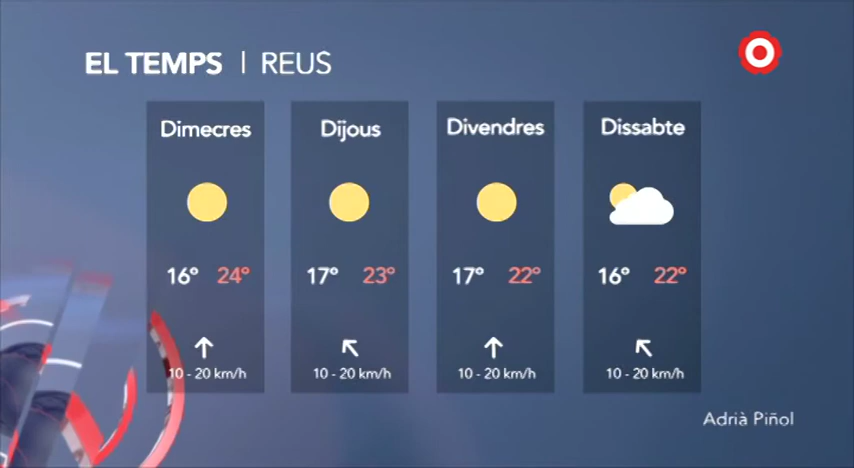 EL TEMPS | REUS
Dimecres
16° 24°
10 - 20 km/h
Dijous
17° 23°
10 - 20 km/h
Divendres
17° 22°
10 - 20 km/h
Dissabte
16° 22°
10 - 20 km/h
Adrià Piñol